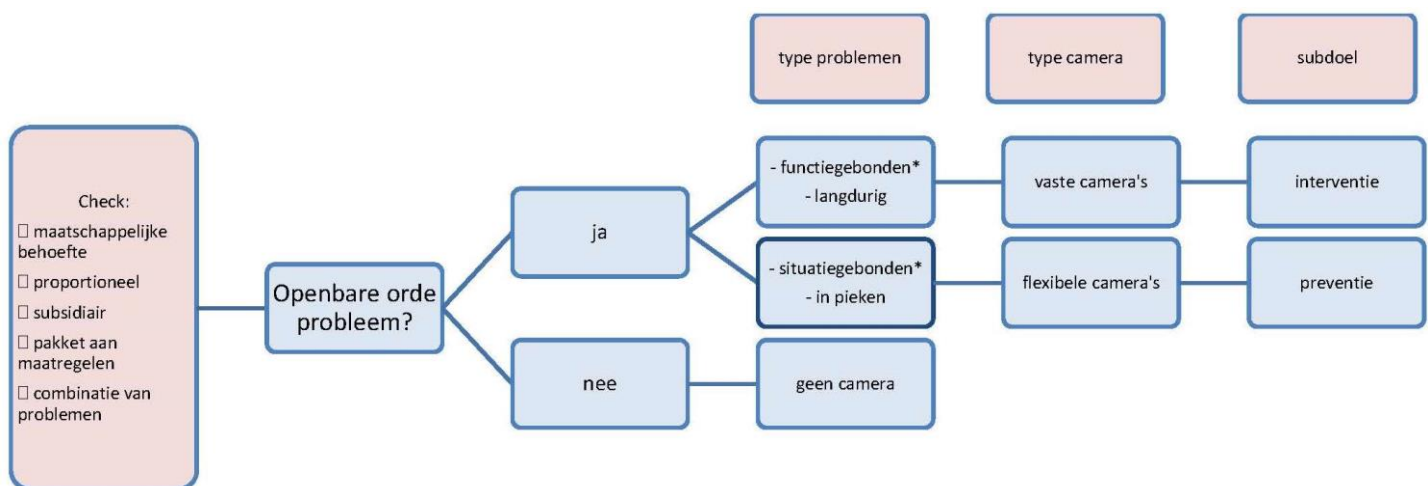 type problemen
type camera
subdoel
Check:
☐ maatschappelijke
behoefte
☐ proportioneel
☐ subsidiair
☐ pakket aan
maatregelen
☐ combinatie van
problemen
Openbare orde
probleem?
ja
- functiegebonden*
- langdurig
vaste camera's
interventie
- situatiegebonden*
- in pieken
flexibele camera's
preventie
nee
geen camera